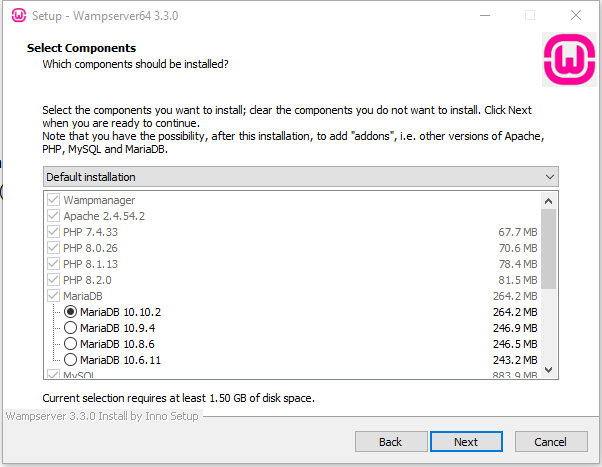 Setup - Wampserver64 3.3.0
Select Components
Which components should be installed?
Select the components you want to install; clear the components you do not want to install. Click Next
when you are ready to continue.
Note that you have the possibility, after this installation, to add "addons", i.e. other versions of Apache,
PHP, MySQL and MariaDB.
Default installation
Wampmanager
Apache 2.4.54.2
PHP 7.4.33 67.7 MB
PHP 8.0.26 70.6 MB
PHP 8.1.13 78.4 MB
PHP 8.2.0 81.5 MB
MariaDB 264.2 MB
MariaDB 10.10.2 264.2 MB
MariaDB 10.9.4 246.9 MB
MariaDB 10.8.6 246.5 MB
MariaDB 10.6.11 243.2 MB
MySQL 883.9 MB
Current selection requires at least 1.50 GB of disk space.
Wampserver 3.3.0 Install by Inno Setup
Back Next Cancel